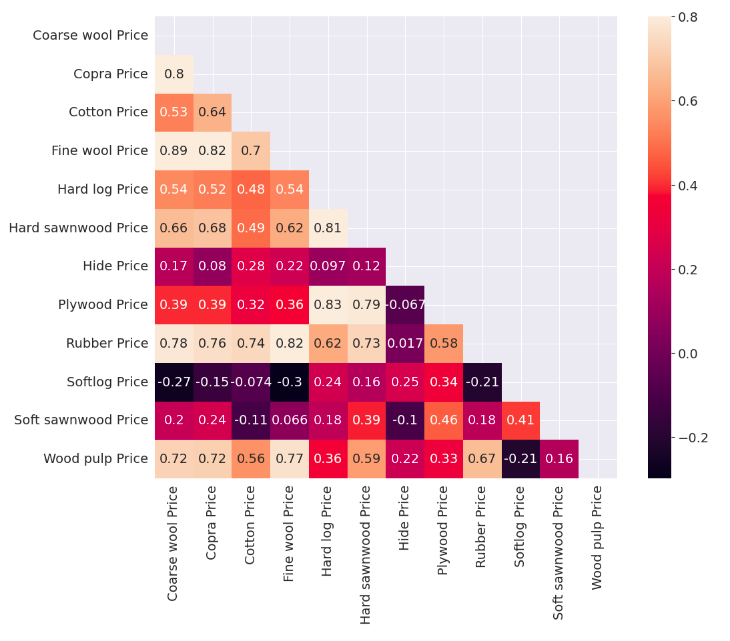 Coarse wool Price
Copra Price 0.8
Cotton Price 0.53 0.64
Fine wool Price 0.89 0.82 0.7
Hard log Price 0.54 0.52 0.48 0.54
Hard sawnwood Price 0.66 0.68 0.49 0.62 0.81
Hide Price 0.17 0.08 0.28 0.22 0.097 0.12
Plywood Price 0.39 0.39 0.32 0.36 0.83 0.79 -0.067
Rubber Price 0.78 0.76 0.74 0.82 0.62 0.73 0.017 0.58
Softlog Price -0.27 -0.15 -0.074 -0.3 0.24 0.16 0.25 0.34 -0.21
Soft sawnwood Price 0.2 0.24 -0.11 0.066 0.18 0.39 -0.1 0.46 0.18 0.41
Wood pulp Price 0.72 0.72 0.56 0.77 0.36 0.59 0.22 0.33 0.67 -0.21 0.16
Coarse wool Price
Copra Price
Cotton Price
Fine wool Price
Hard log Price
Hard sawnwood Price
Hide Price
Plywood Price
Rubber Price
Softlog Price
Soft sawnwood Price
Wood pulp Price
0.8
0.6
0.4
0.2
0.0
−0.2